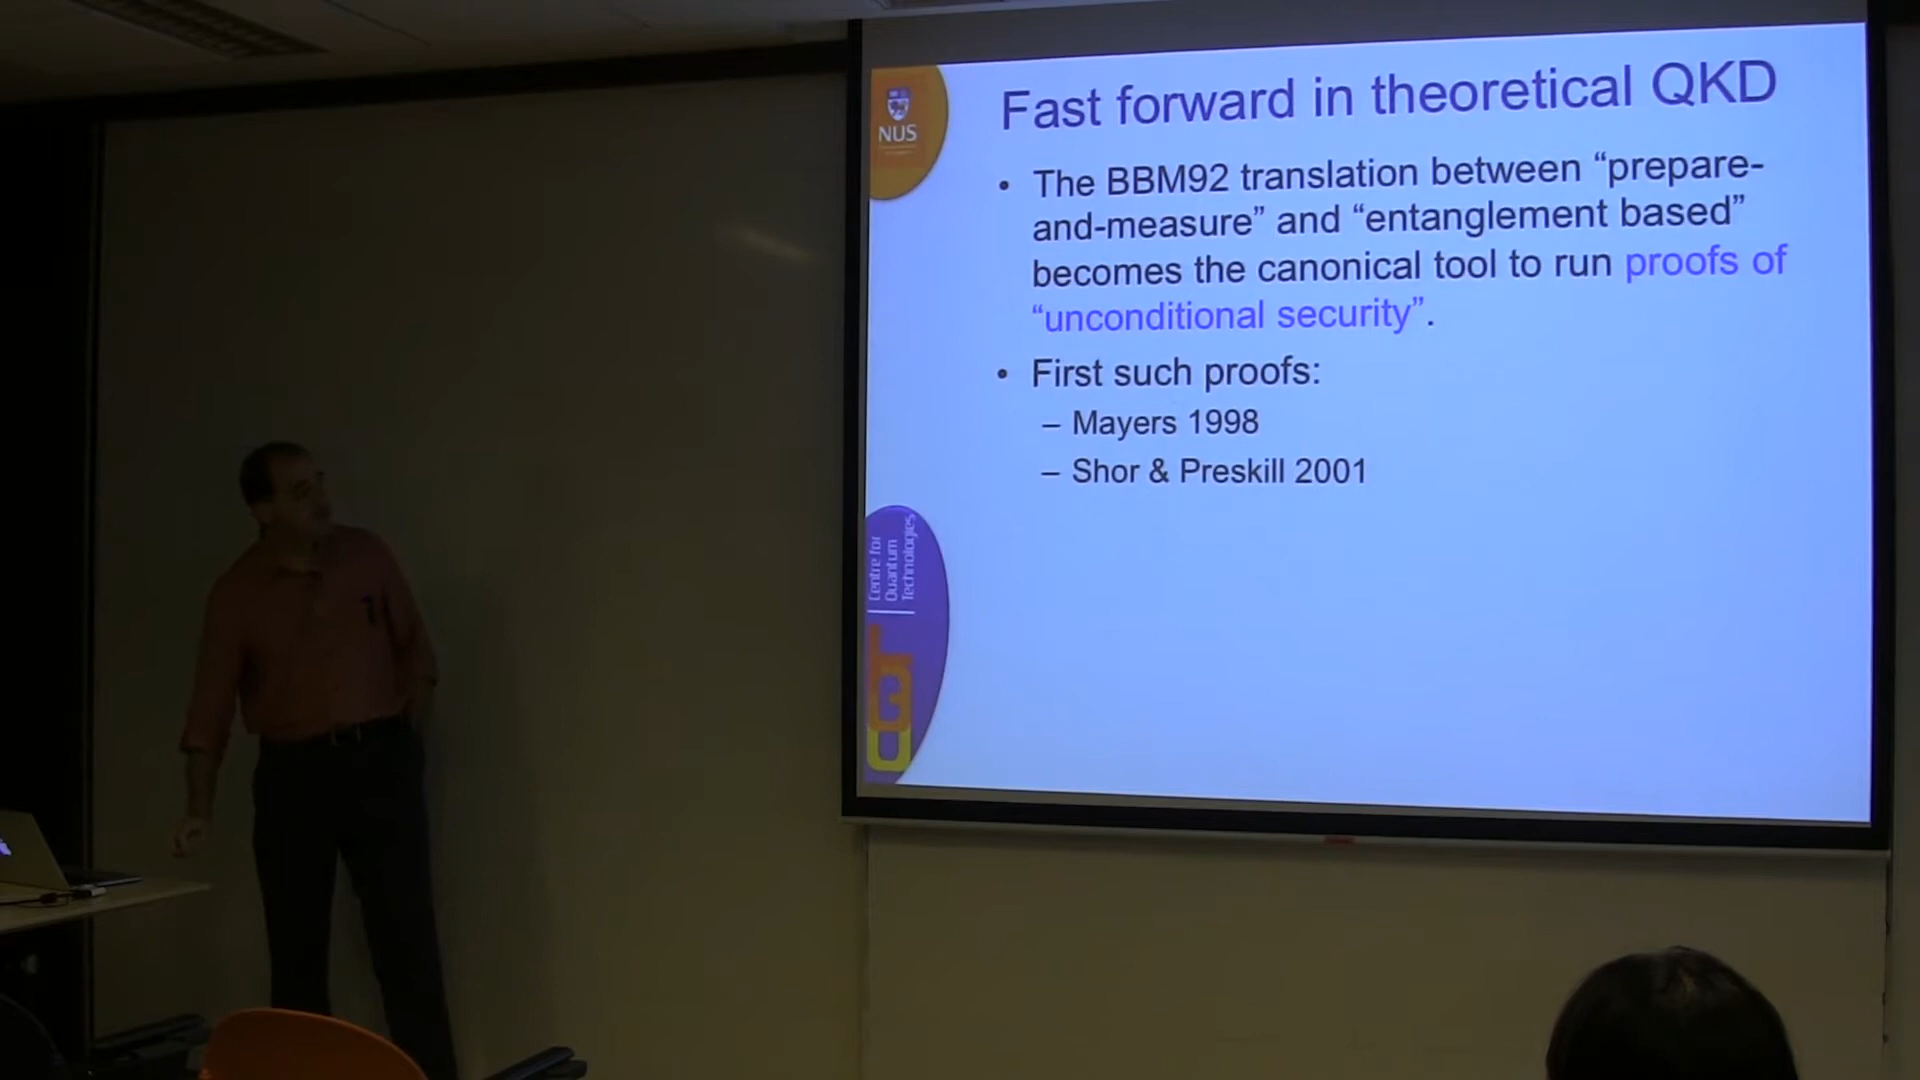 NUS
Fast forward in theoretical QKD
• The BBM92 translation between “prepare-
and-measure” and “entanglement based”
becomes the canonical tool to run proofs of
“unconditional security”.
• First such proofs:
– Mayers 1998
– Shor & Preskill 2001
Centre for
Quantum
Technologies